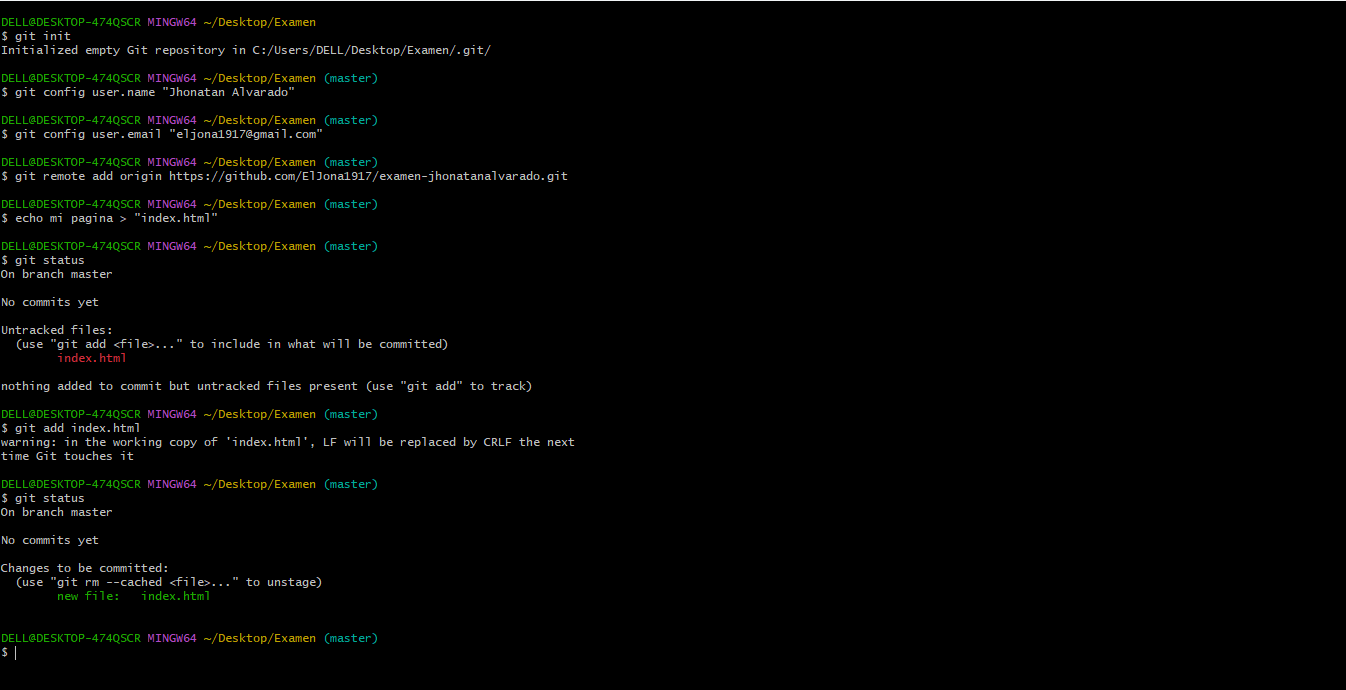 DELL@DESKTOP-474QSCR MINGW64 ~/Desktop/Examen
$ git init
Initialized empty Git repository in C:/Users/DELL/Desktop/Examen/.git/
DELL@DESKTOP-474QSCR MINGW64 ~/Desktop/Examen (master)
$ git config user.name "Jhonatan Alvarado"
DELL@DESKTOP-474QSCR MINGW64 ~/Desktop/Examen (master)
$ git config user.email "eljona1917@gmail.com"
DELL@DESKTOP-474QSCR MINGW64 ~/Desktop/Examen (master)
$ git remote add origin https://github.com/ElJona1917/examen-jhonatanalvarado.git
DELL@DESKTOP-474QSCR MINGW64 ~/Desktop/Examen (master)
$ echo mi pagina > "index.html"
DELL@DESKTOP-474QSCR MINGW64 ~/Desktop/Examen (master)
$ git status
On branch master
No commits yet
Untracked files:
(use "git add <file>..." to include in what will be committed)
index.html
nothing added to commit but untracked files present (use "git add" to track)
DELL@DESKTOP-474QSCR MINGW64 ~/Desktop/Examen (master)
$ git add index.html
warning: in the working copy of 'index.html', LF will be replaced by CRLF the next
time Git touches it
DELL@DESKTOP-474QSCR MINGW64 ~/Desktop/Examen (master)
$ git status
On branch master
No commits yet
Changes to be committed:
(use "git rm --cached <file>..." to unstage)
new file:   index.html
DELL@DESKTOP-474QSCR MINGW64 ~/Desktop/Examen (master)
$